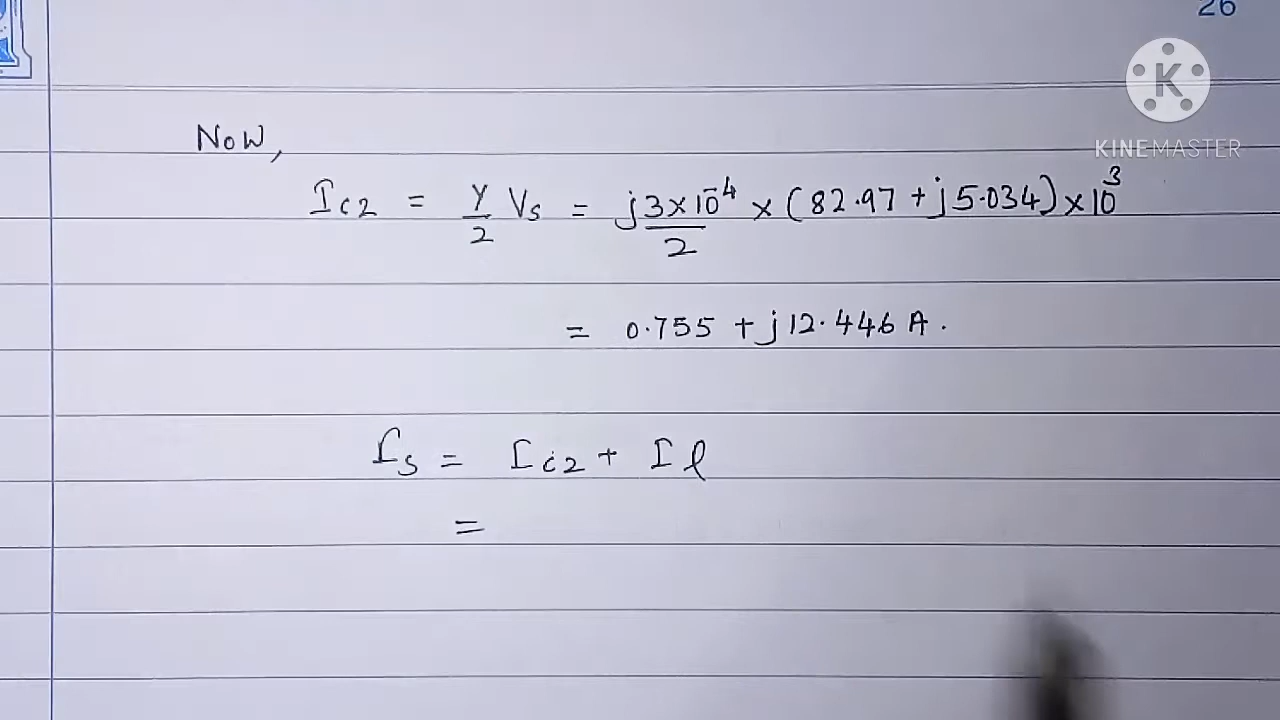 26
KINEMASTER
Now,
Ic2 = Y/2 Vs = j3×10⁻⁴/2 × (82.97 + j5.034) × 10³
= 0.755 + j12.446 A.
Is = Ic2 + Il
=